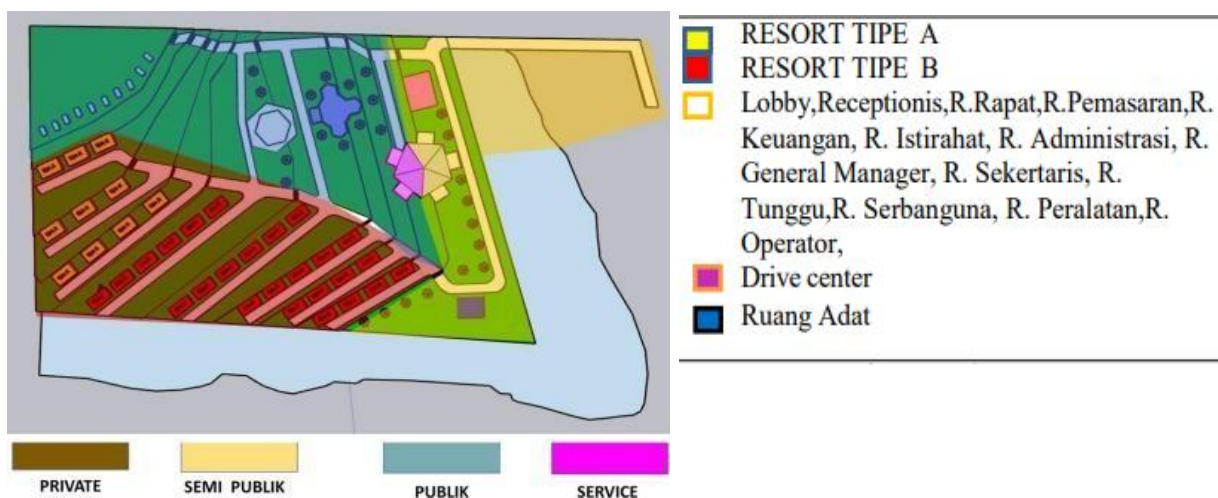 PRIVATE
SEMI PUBLIK
PUBLIK
SERVICE
RESORT TIPE A
RESORT TIPE B
Lobby,Receptionis,R.Rapat,R.Pemasaran,R.
Keuangan, R. Istirahat, R. Administrasi, R.
General Manager, R. Sekertaris, R.
Tunggu,R. Serbanguna, R. Peralatan,R.
Operator,
Drive center
Ruang Adat